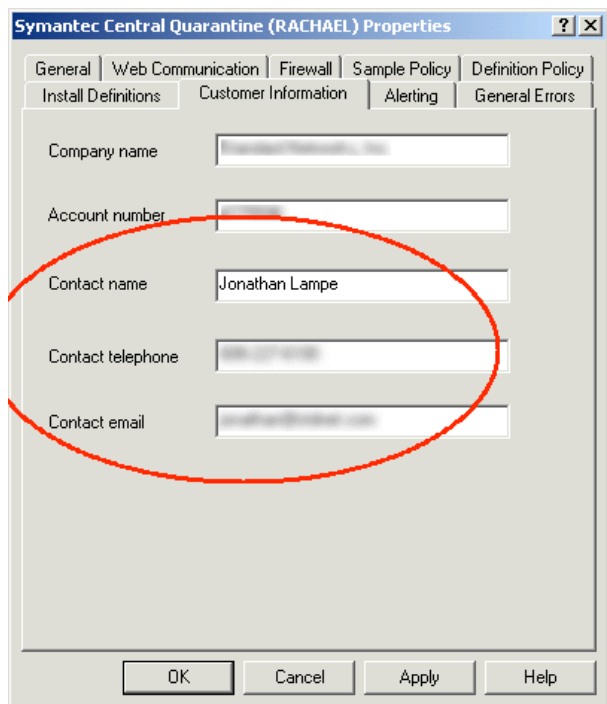 Symantec Central Quarantine (RACHAEL) Properties
General Web Communication Firewall Sample Policy Definition Policy
Install Definitions Customer Information Alerting General Errors
Company name
Account number
Contact name Jonathan Lampe
Contact telephone
Contact email
OK Cancel Apply Help